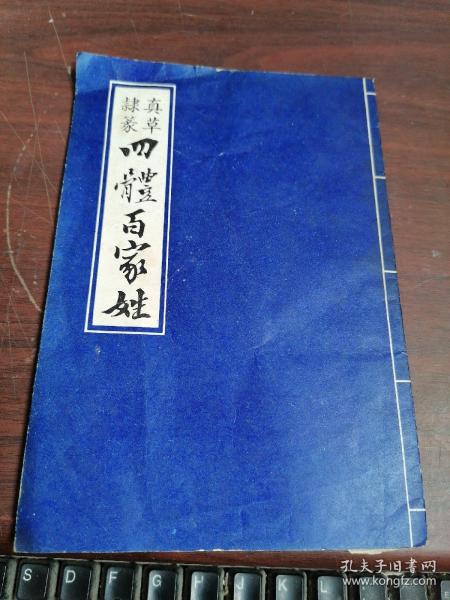 真草
隸篆
四體百家姓
S D F G H J K L
孔夫子旧书网
www.kongfz.com